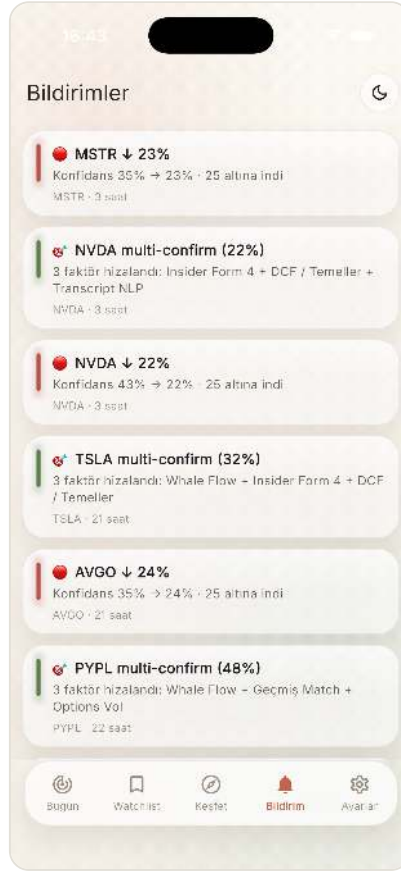 16:43
Bildirimler
MSTR ↓ 23%
Konfidans 35% → 23% · 25 altına indi
MSTR · 3 saat
NVDA multi-confirm (22%)
3 faktör hizalandı: Insider Form 4 + DCF / Temeller +
Transcript NLP
NVDA · 3 saat
NVDA ↓ 22%
Konfidans 43% → 22% · 25 altına indi
NVDA · 3 saat
TSLA multi-confirm (32%)
3 faktör hizalandı: Whale Flow + Insider Form 4 + DCF
/ Temeller
TSLA · 21 saat
AVGO ↓ 24%
Konfidans 35% → 24% · 25 altına indi
AVGO · 21 saat
PYPL multi-confirm (48%)
3 faktör hizalandı: Whale Flow + Geçmiş Match +
Options Vol
PYPL · 22 saat
Bugün Watchlist Keşfet Bildirim Ayarlar